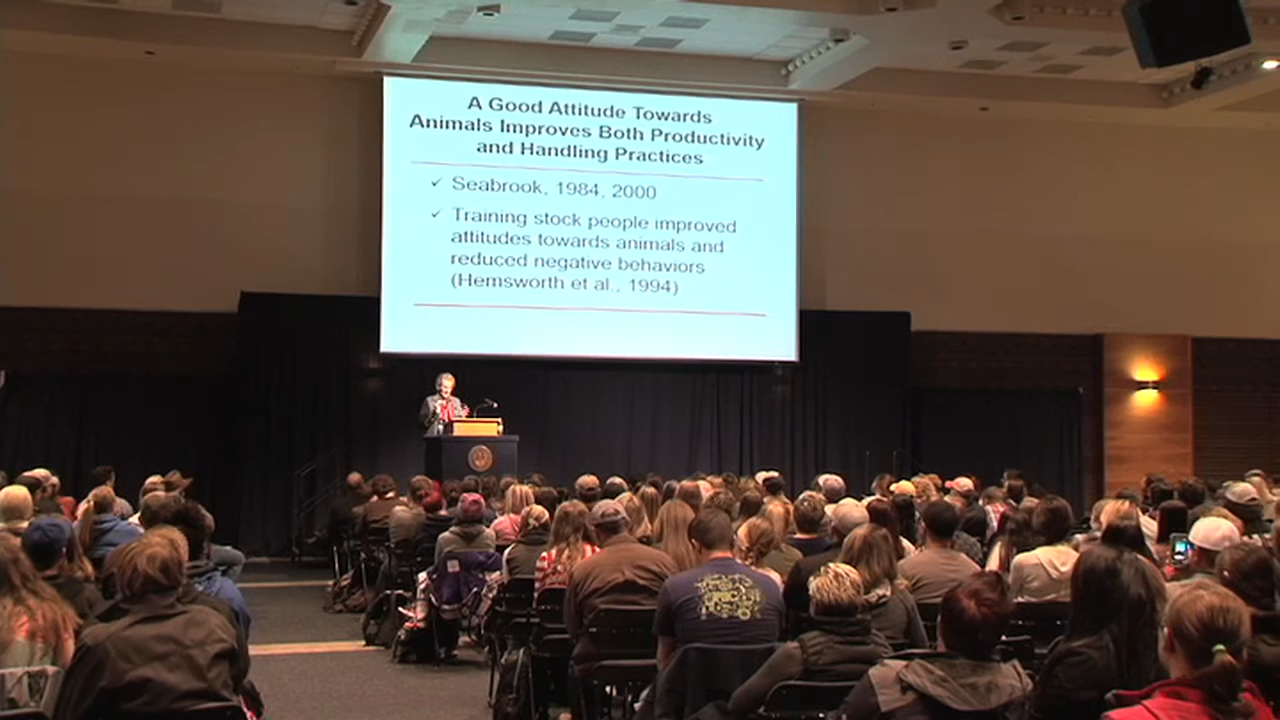 A Good Attitude Towards
Animals Improves Both Productivity
and Handling Practices
✓ Seabrook, 1984, 2000
✓ Training stock people improved
attitudes towards animals and
reduced negative behaviors
(Hemsworth et al., 1994)